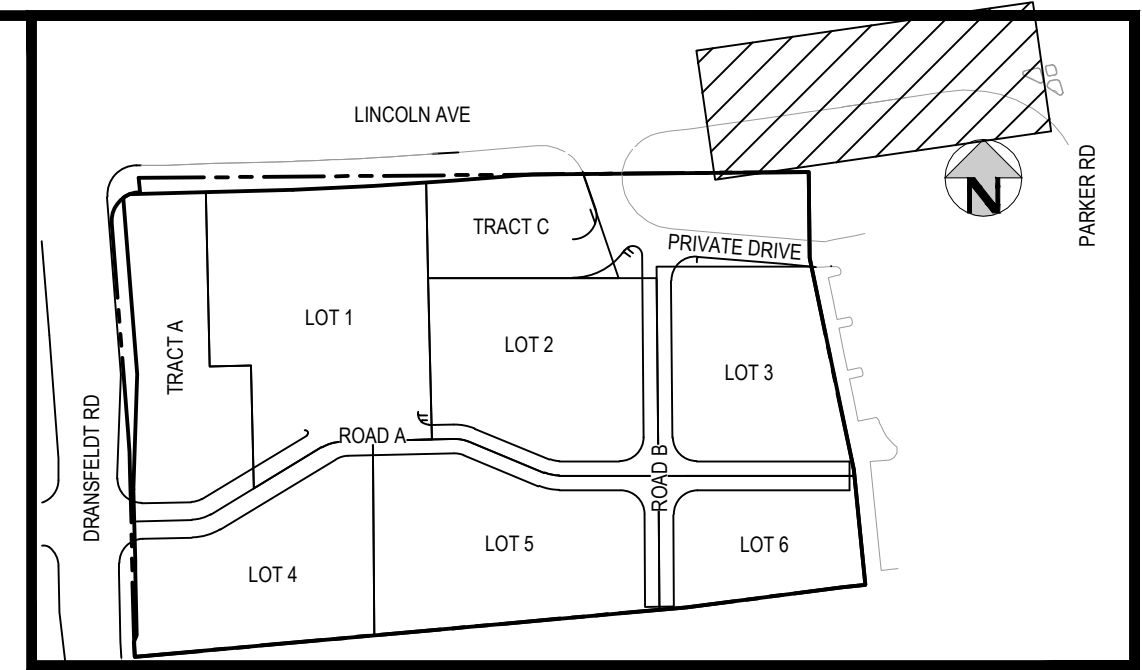 LINCOLN AVE
PARKER RD
N
TRACT C
PRIVATE DRIVE
LOT 1
LOT 2
TRACT A
LOT 3
DRANSFELDT RD
ROAD A
ROAD B
LOT 5
LOT 6
LOT 4